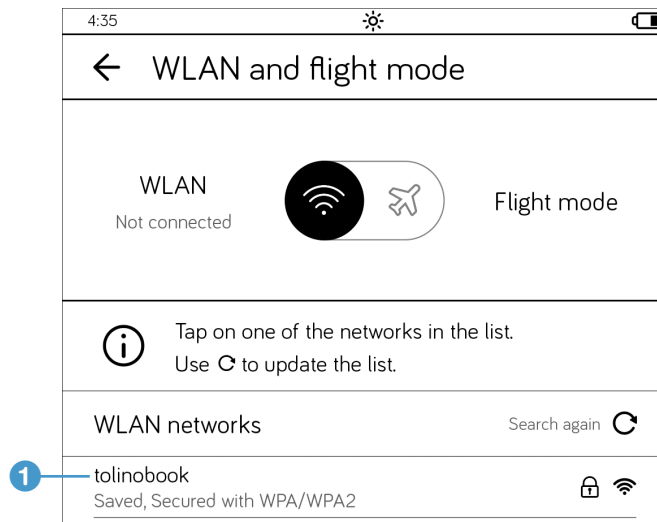 4:35
WLAN and flight mode
WLAN
Not connected
Flight mode
Tap on one of the networks in the list.
Use to update the list.
WLAN networks
Search again
1
tolinobook
Saved, Secured with WPA/WPA2